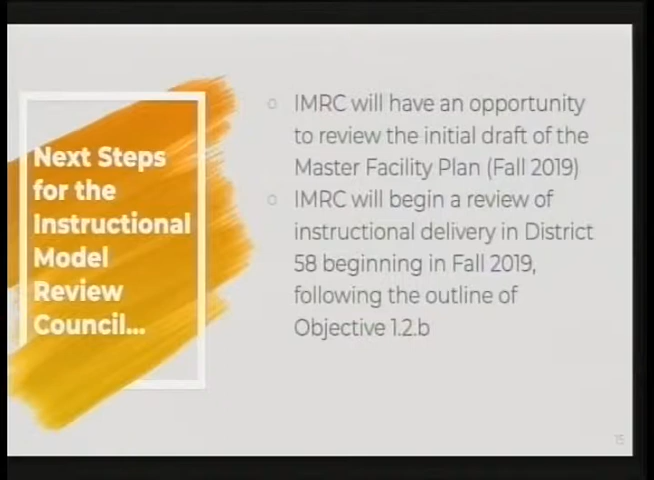 Next Steps
for the
Instructional
Model
Review
Council...
IMRC will have an opportunity
to review the initial draft of the
Master Facility Plan (Fall 2019)
IMRC will begin a review of
instructional delivery in District
58 beginning in Fall 2019,
following the outline of
Objective 1.2.b
15